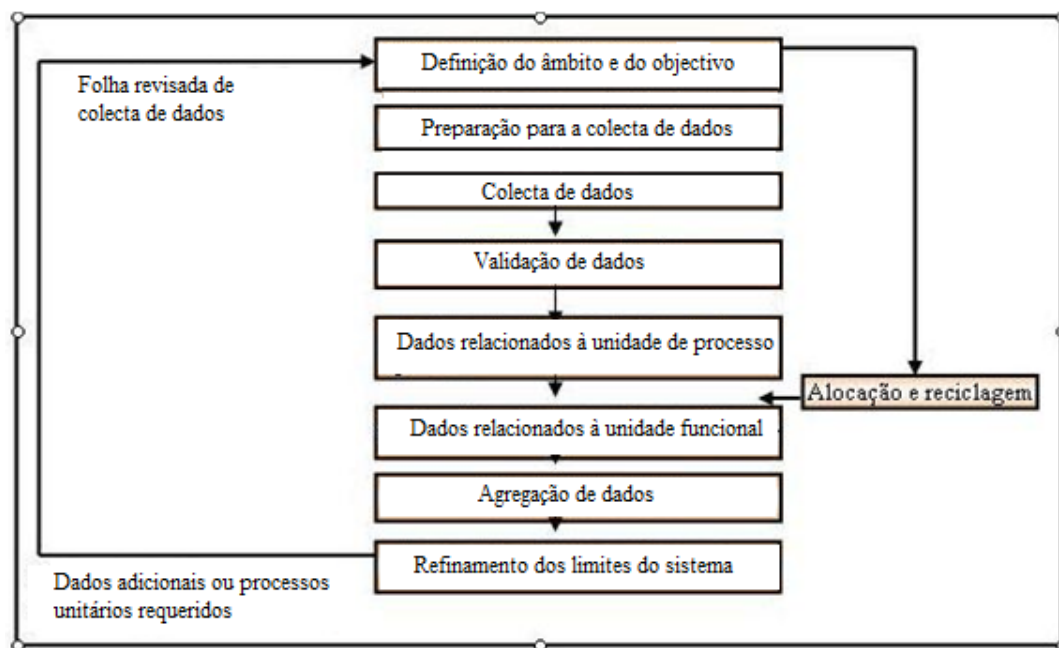 Definição do âmbito e do objectivo
Folha revisada de
colecta de dados
Preparação para a colecta de dados
Colecta de dados
Validação de dados
Dados relacionados à unidade de processo
Alocação e reciclagem
Dados relacionados à unidade funcional
Agregação de dados
Refinamento dos limites do sistema
Dados adicionais ou processos
unitários requeridos